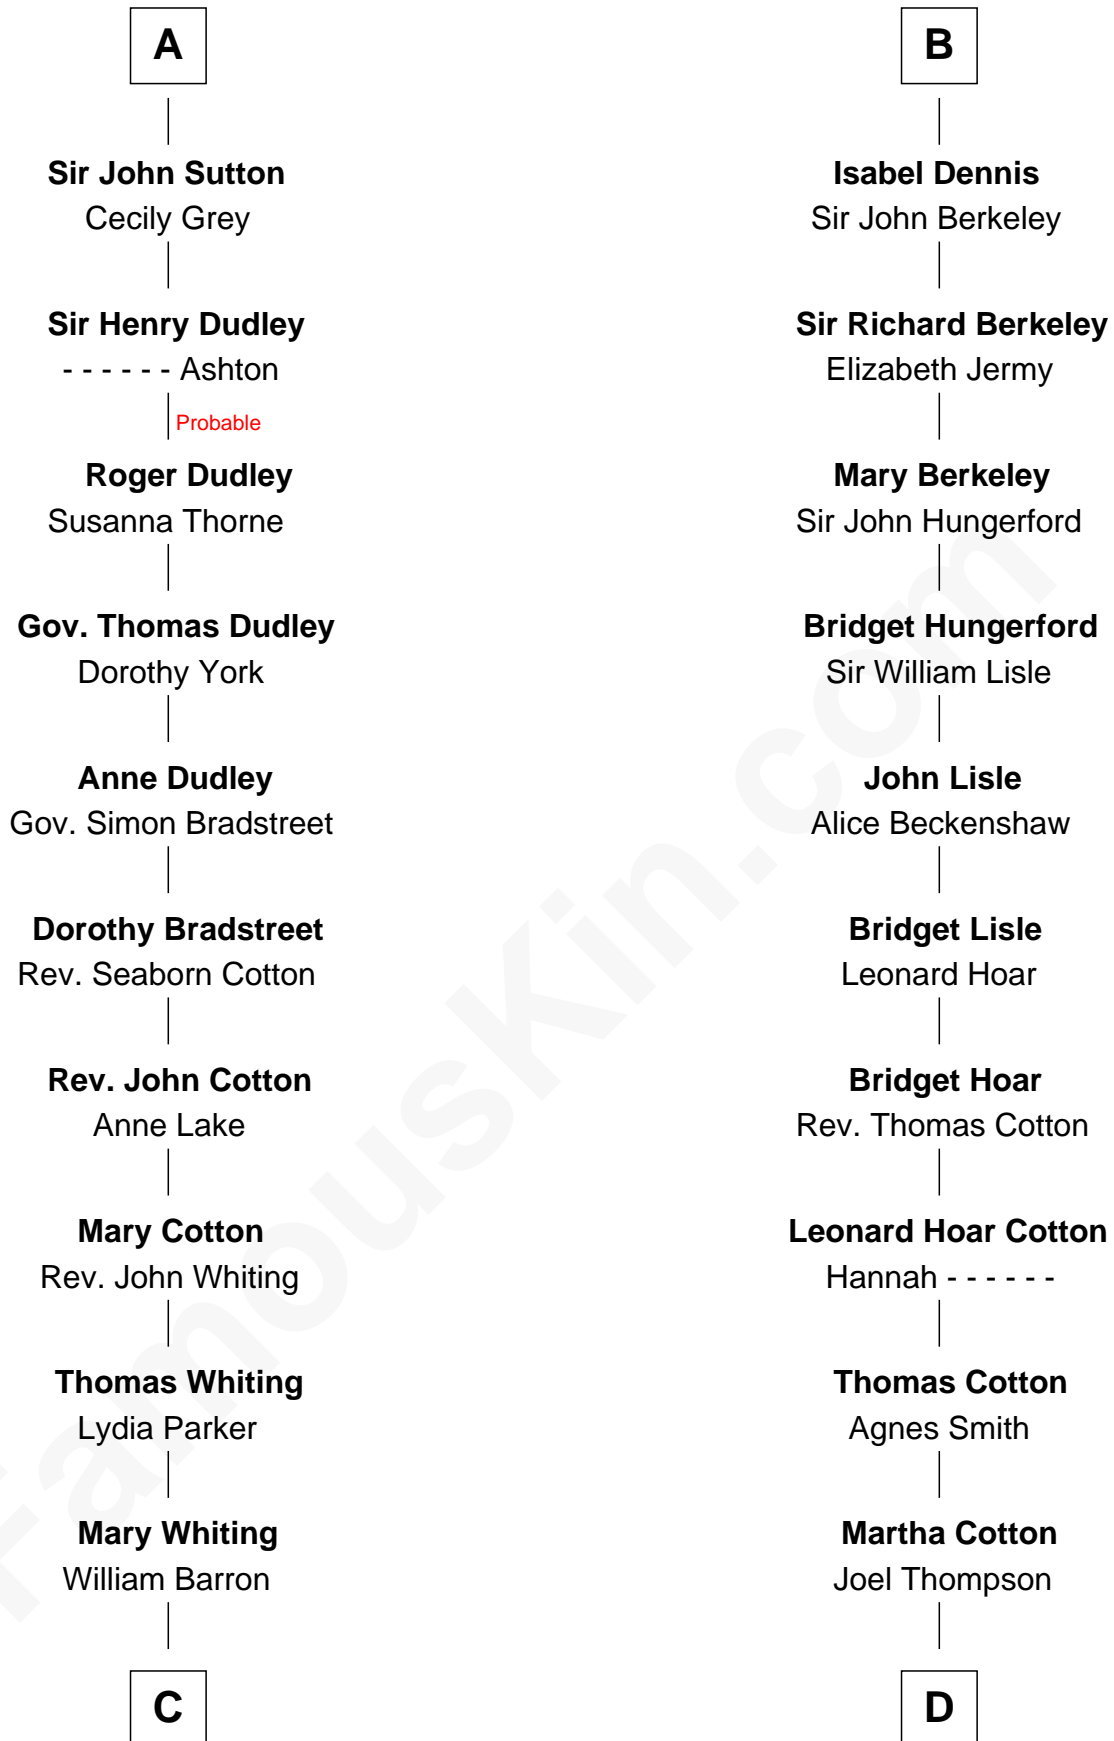 A
Sir John Sutton
Cecily Grey
Sir Henry Dudley
- - - - - - Ashton
Probable
Roger Dudley
Susanna Thorne
Gov. Thomas Dudley
Dorothy York
Anne Dudley
Gov. Simon Bradstreet
Dorothy Bradstreet
Rev. Seaborn Cotton
Rev. John Cotton
Anne Lake
Mary Cotton
Rev. John Whiting
Thomas Whiting
Lydia Parker
Mary Whiting
William Barron
C
B
Isabel Dennis
Sir John Berkeley
Sir Richard Berkeley
Elizabeth Jermy
Mary Berkeley
Sir John Hungerford
Bridget Hungerford
Sir William Lisle
John Lisle
Alice Beckenshaw
Bridget Lisle
Leonard Hoar
Bridget Hoar
Rev. Thomas Cotton
Leonard Hoar Cotton
Hannah - - - - - -
Thomas Cotton
Agnes Smith
Martha Cotton
Joel Thompson
D
FamousKin.com